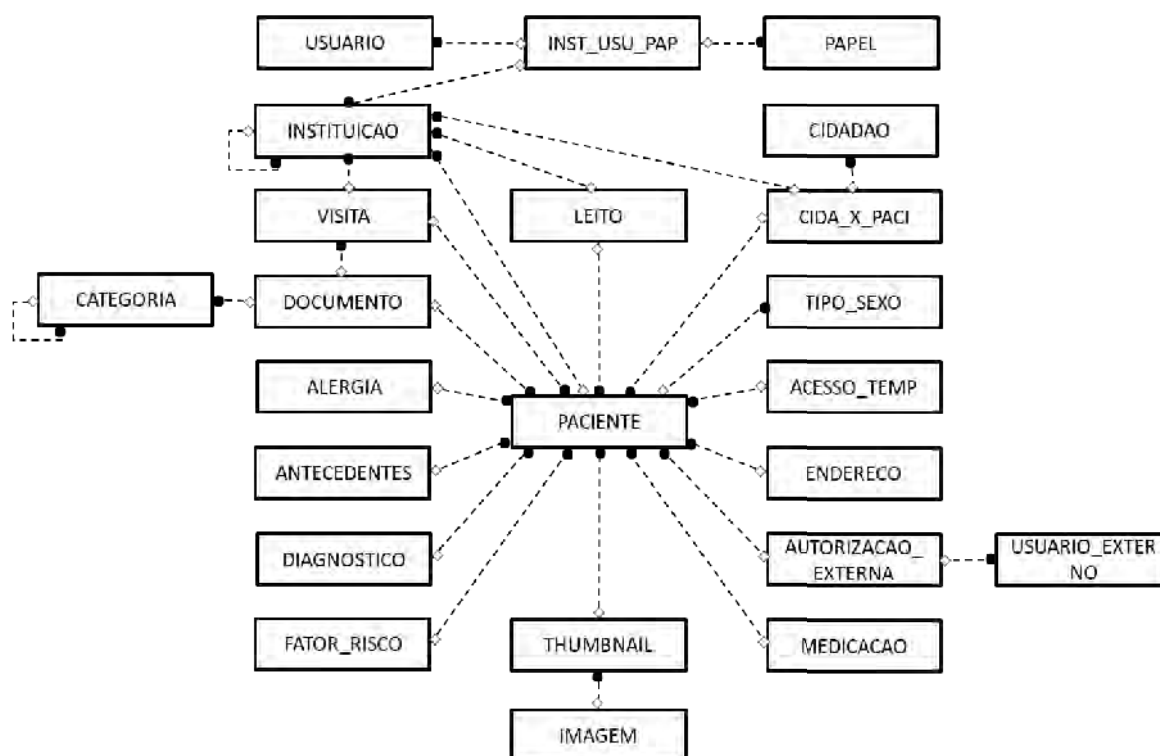 USUARIO
INST_USU_PAP
PAPEL
INSTITUICAO
CIDADAO
VISITA
LEITO
CIDA_X_PACI
CATEGORIA
DOCUMENTO
TIPO_SEXO
ALERGIA
ACESSO_TEMP
PACIENTE
ANTECEDENTES
ENDERECO
DIAGNOSTICO
AUTORIZACAO_
EXTERNA
USUARIO_EXTER
NO
FATOR_RISCO
THUMBNAIL
MEDICACAO
IMAGEM